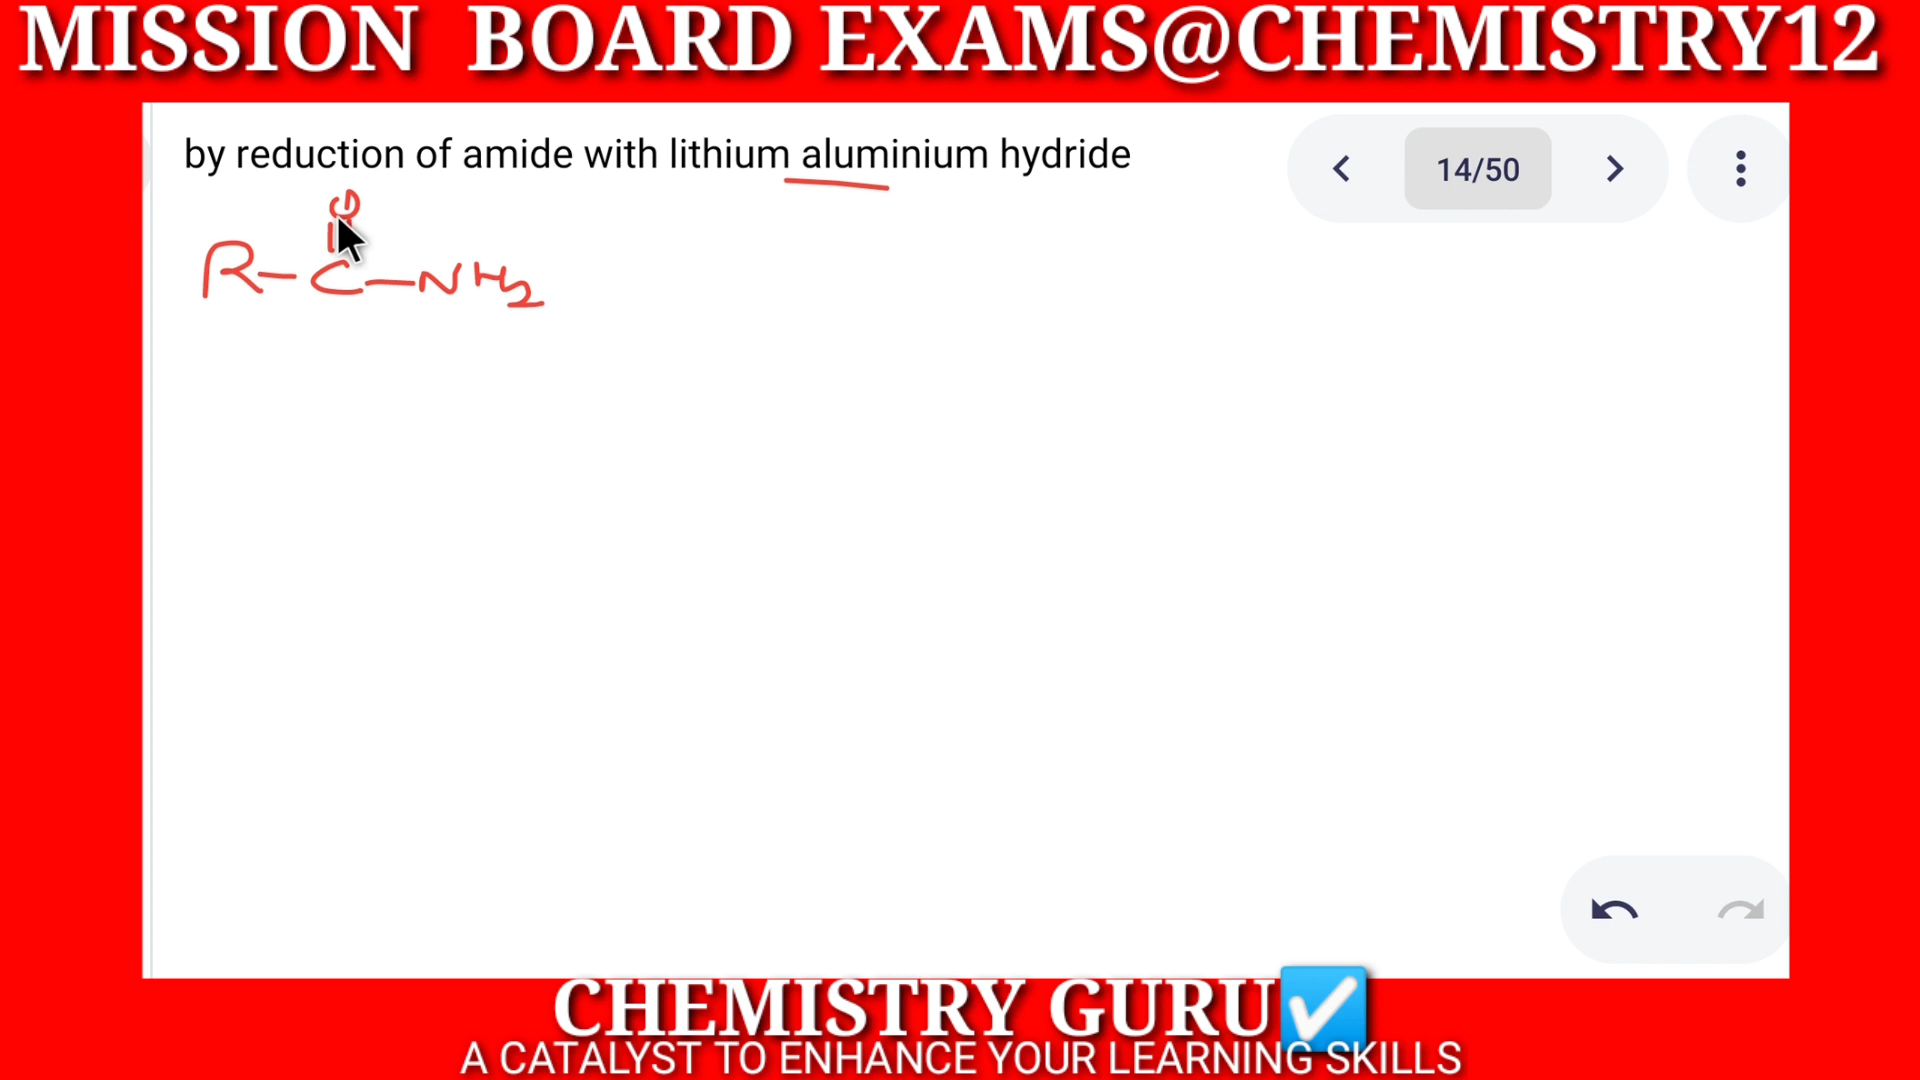 MISSION BOARD EXAMS@CHEMISTRY12
by reduction of amide with lithium aluminium hydride
14/50
O
R-C-NH2
CHEMISTRY GURU
A CATALYST TO ENHANCE YOUR LEARNING SKILLS